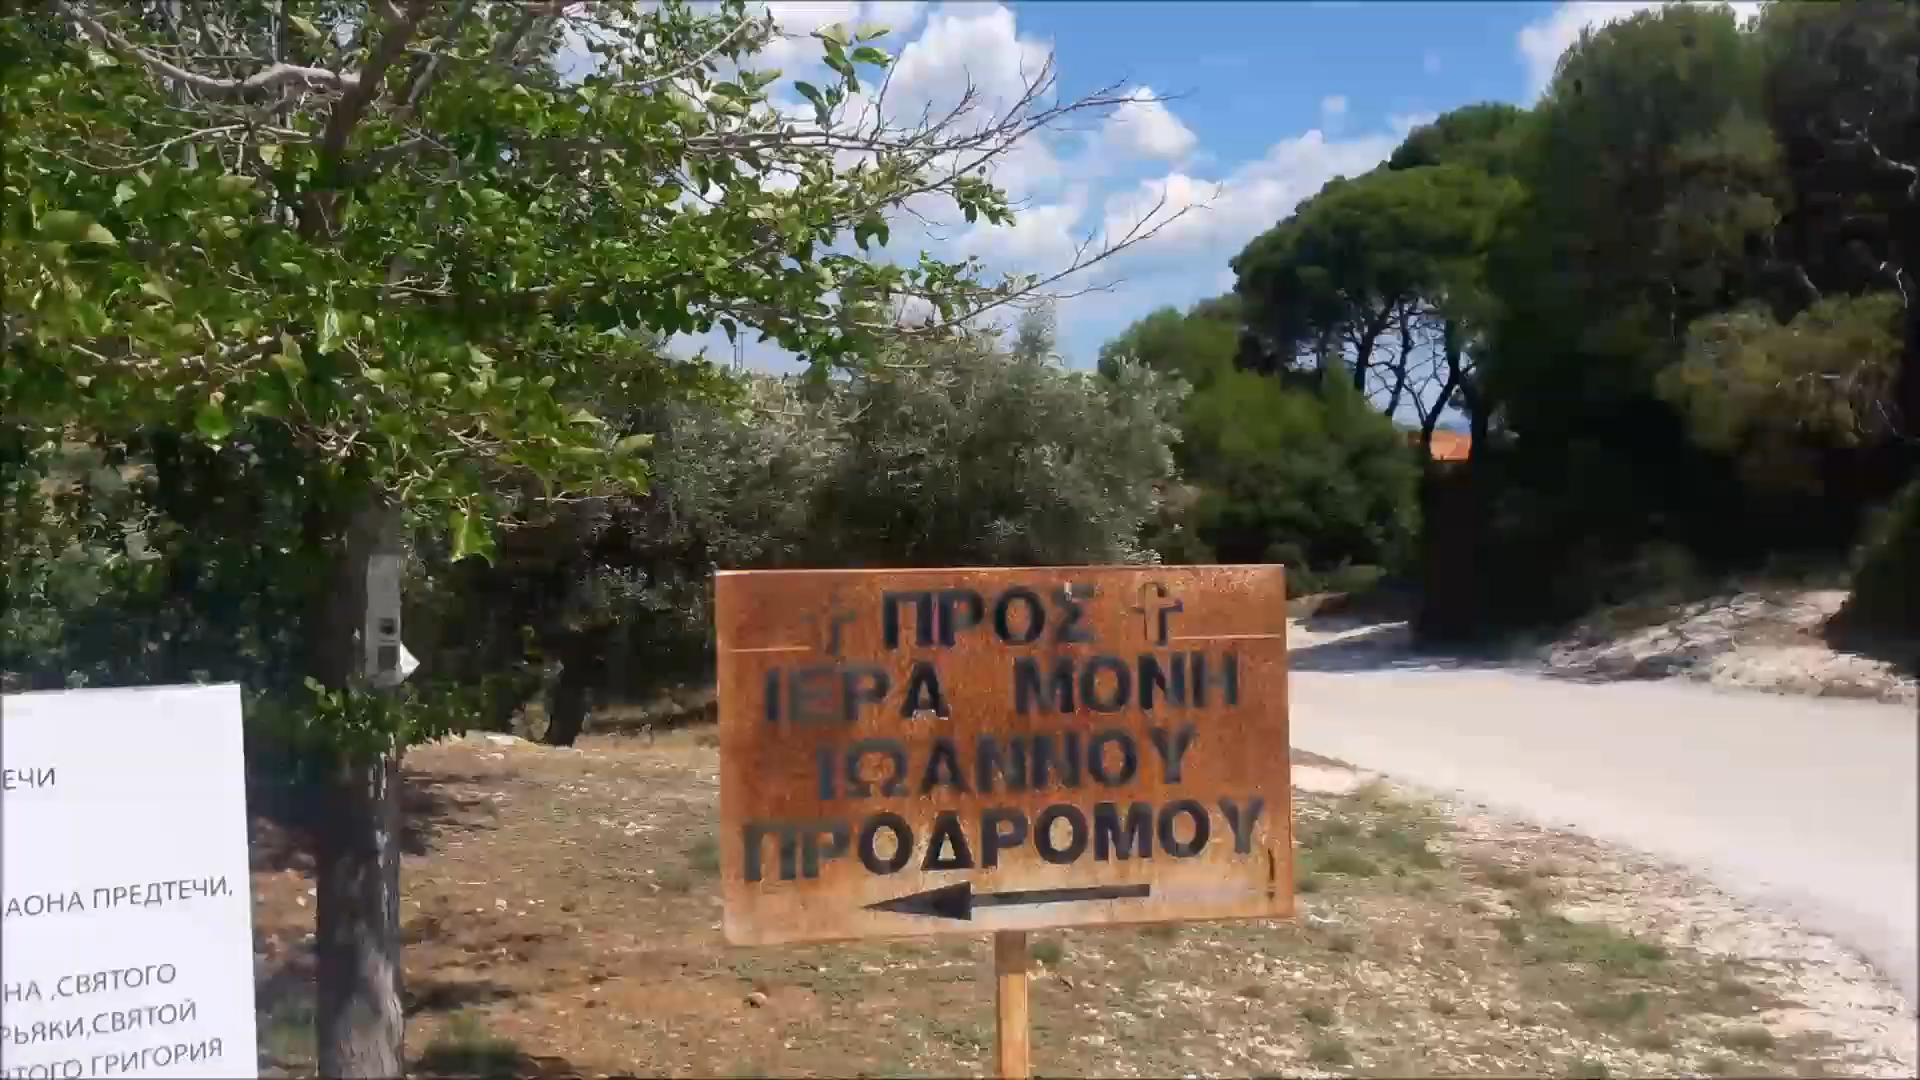 ΠΡΟΣ
ΙΕΡΑ ΜΟΝΗ
ΙΩΑΝΝΟΥ
ΠΡΟΔΡΟΜΟΥ
ЕЧИ
АОНА ПРЕДТЕЧИ,
НА ,СВЯТОГО
РЬЯКИ,СВЯТОЙ
ЯТОГО ГРИГОРИЯ